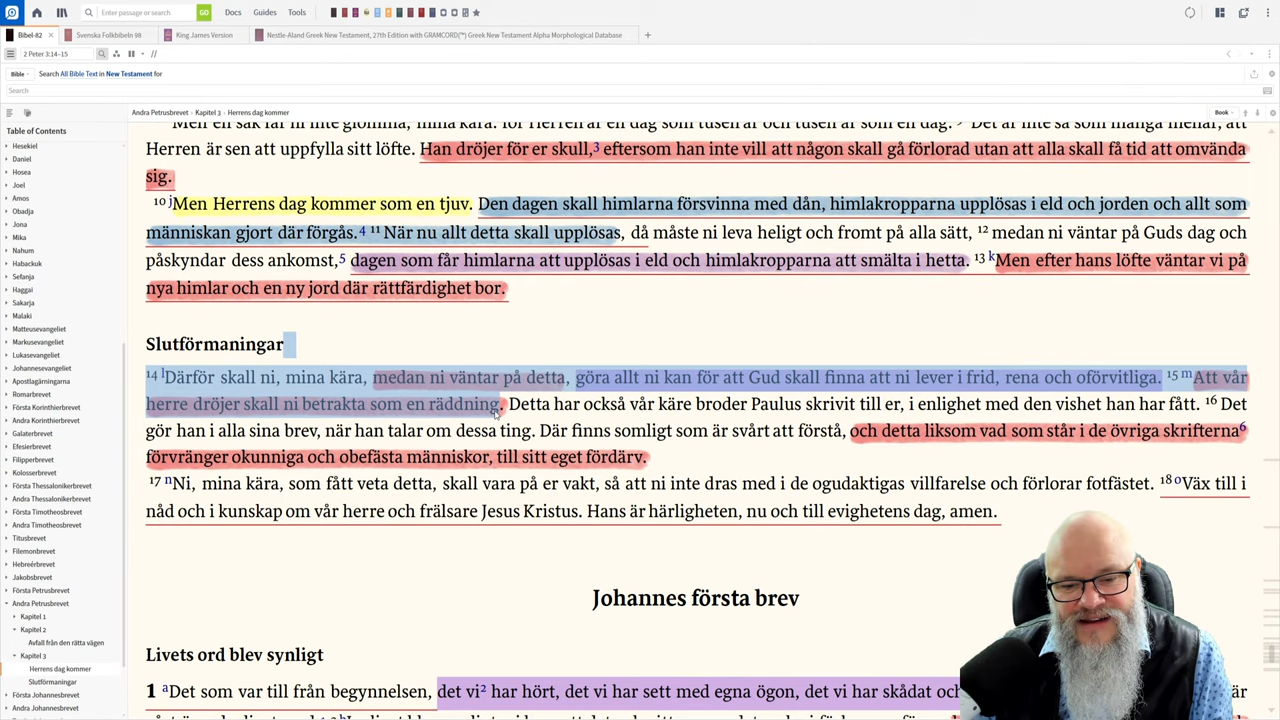 Enter passage or search
GO
Docs
Guides
Tools
Bibel-82
Svenska Folkbibeln 98
King James Version
Nestle-Aland Greek New Testament, 27th Edition with GRAMCORD(™) Greek New Testament Alpha Morphological Database
2 Peter 3:14–15
Bible
Search All Bible Text in New Testament for
Search
Andra Petrusbrevet › Kapitel 3 › Herrens dag kommer
Book
Table of Contents
Hesekiel
Daniel
Hosea
Joel
Amos
Obadja
Jona
Mika
Nahum
Habackuk
Sefanja
Haggai
Sakarja
Malaki
Matteusevangeliet
Markusevangeliet
Lukasevangeliet
Johannesevangeliet
Apostlagärningarna
Romarbrevet
Första Korinthierbrevet
Andra Korinthierbrevet
Galaterbrevet
Efesierbrevet
Filipperbrevet
Kolosserbrevet
Första Thessalonikerbrevet
Andra Thessalonikerbrevet
Första Timotheosbrevet
Andra Timotheosbrevet
Titusbrevet
Filemonbrevet
Hebreérbrevet
Jakobsbrevet
Första Petrusbrevet
Andra Petrusbrevet
Kapitel 1
Kapitel 2
Avfall från den rätta vägen
Kapitel 3
Herrens dag kommer
Slutförmaningar
Första Johannesbrevet
Andra Johannesbrevet
Men en sak får ni inte glömma, mina kära: för Herren är en dag som tusen år och tusen år som en dag. 9 Det är inte så som många menar, att
Herren är sen att uppfylla sitt löfte. Han dröjer för er skull,3 eftersom han inte vill att någon skall gå förlorad utan att alla skall få tid att omvända
sig.
10 j Men Herrens dag kommer som en tjuv. Den dagen skall himlarna försvinna med dån, himlakropparna upplösas i eld och jorden och allt som
människan gjort där förgås.4 11 När nu allt detta skall upplösas, då måste ni leva heligt och fromt på alla sätt, 12 medan ni väntar på Guds dag och
påskyndar dess ankomst,5 dagen som får himlarna att upplösas i eld och himlakropparna att smälta i hetta. 13 k Men efter hans löfte väntar vi på
nya himlar och en ny jord där rättfärdighet bor.
Slutförmaningar
14 l Därför skall ni, mina kära, medan ni väntar på detta, göra allt ni kan för att Gud skall finna att ni lever i frid, rena och oförvitliga. 15 m Att vår
herre dröjer skall ni betrakta som en räddning. Detta har också vår käre broder Paulus skrivit till er, i enlighet med den vishet han har fått. 16 Det
gör han i alla sina brev, när han talar om dessa ting. Där finns somligt som är svårt att förstå, och detta liksom vad som står i de övriga skrifterna6
förvränger okunniga och obefästa människor, till sitt eget fördärv.
17 n Ni, mina kära, som fått veta detta, skall vara på er vakt, så att ni inte dras med i de ogudaktigas villfarelse och förlorar fotfästet. 18 o Väx till i
nåd och i kunskap om vår herre och frälsare Jesus Kristus. Hans är härligheten, nu och till evighetens dag, amen.
Johannes första brev
Livets ord blev synligt
1 a Det som var till från begynnelsen, det vi2 har hört, det vi har sett med egna ögon, det vi har skådat och